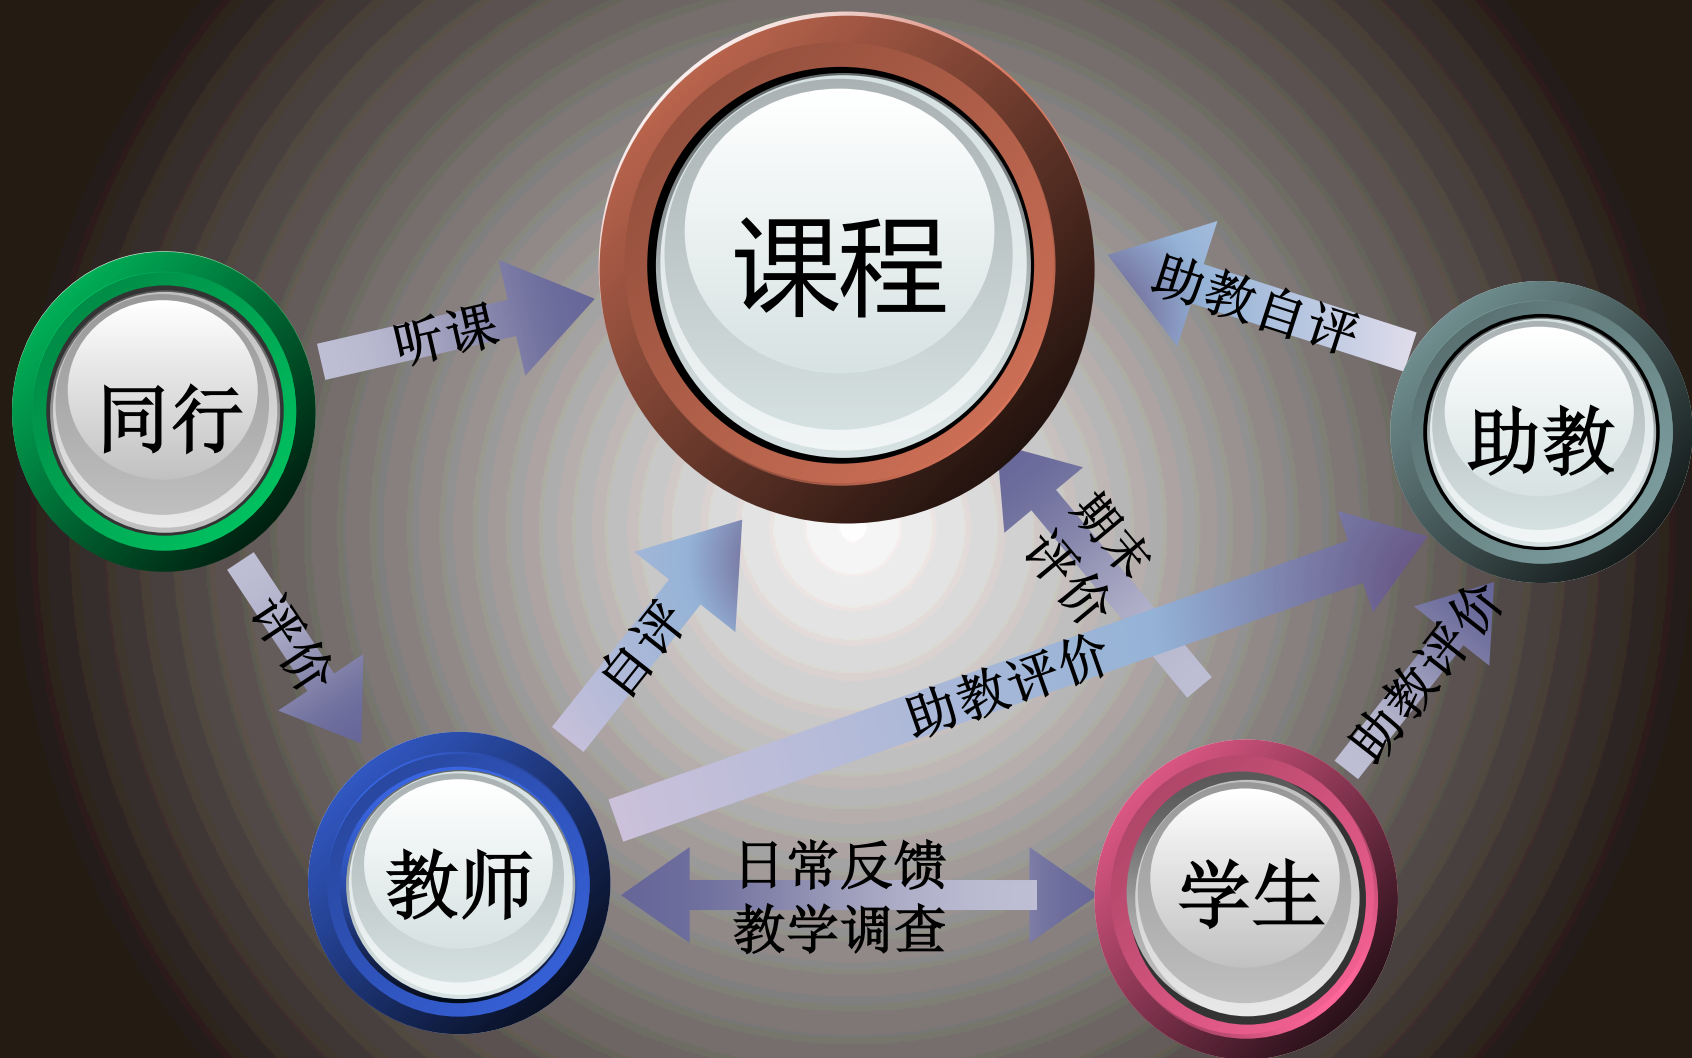 课程
听课
助教自评
同行
助教
期末
评价
评价
自评
助教评价
助教评价
教师
日常反馈
教学调查
学生